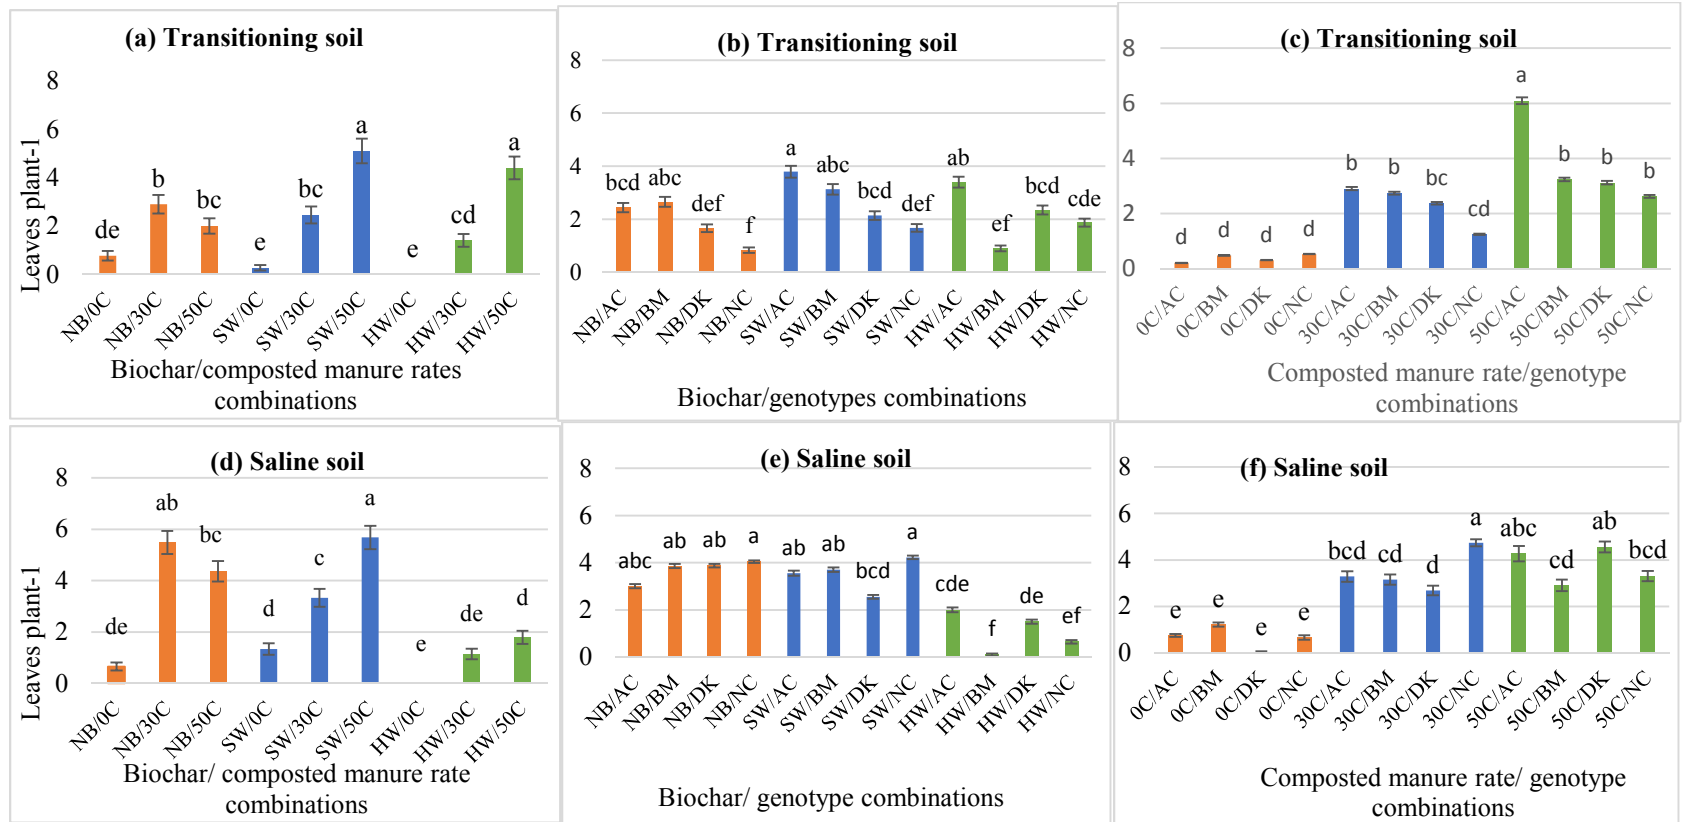 (a) Transitioning soil
Leaves plant-1
8
6
4
2
0
de
b
bc
e
bc
a
e
cd
a
NB/0C
NB/30C
NB/50C
SW/0C
SW/30C
SW/50C
HW/0C
HW/30C
HW/50C
Biochar/composted manure rates
combinations
(b) Transitioning soil
8
6
4
2
0
bcd
abc
def
f
a
abc
bcd
def
ab
ef
bcd
cde
NB/AC
NB/BM
NB/DK
NB/NC
SW/AC
SW/BM
SW/DK
SW/NC
HW/AC
HW/BM
HW/DK
HW/NC
Biochar/genotypes combinations
(c) Transitioning soil
8
6
4
2
0
d
d
d
d
b
b
bc
cd
a
b
b
b
0C/AC
0C/BM
0C/DK
0C/NC
30C/AC
30C/BM
30C/DK
30C/NC
50C/AC
50C/BM
50C/DK
50C/NC
Composted manure rate/genotype
combinations
(d) Saline soil
Leaves plant-1
8
6
4
2
0
de
ab
bc
d
c
a
e
de
d
NB/0C
NB/30C
NB/50C
SW/0C
SW/30C
SW/50C
HW/0C
HW/30C
HW/50C
Biochar/ composted manure rate
combinations
(e) Saline soil
8
6
4
2
0
abc
ab
ab
a
ab
ab
bcd
a
cde
f
de
ef
NB/AC
NB/BM
NB/DK
NB/NC
SW/AC
SW/BM
SW/DK
SW/NC
HW/AC
HW/BM
HW/DK
HW/NC
Biochar/ genotype combinations
(f) Saline soil
8
6
4
2
0
e
e
e
e
bcd
cd
d
a
abc
cd
ab
bcd
0C/AC
0C/BM
0C/DK
0C/NC
30C/AC
30C/BM
30C/DK
30C/NC
50C/AC
50C/BM
50C/DK
50C/NC
Composted manure rate/ genotype
combinations